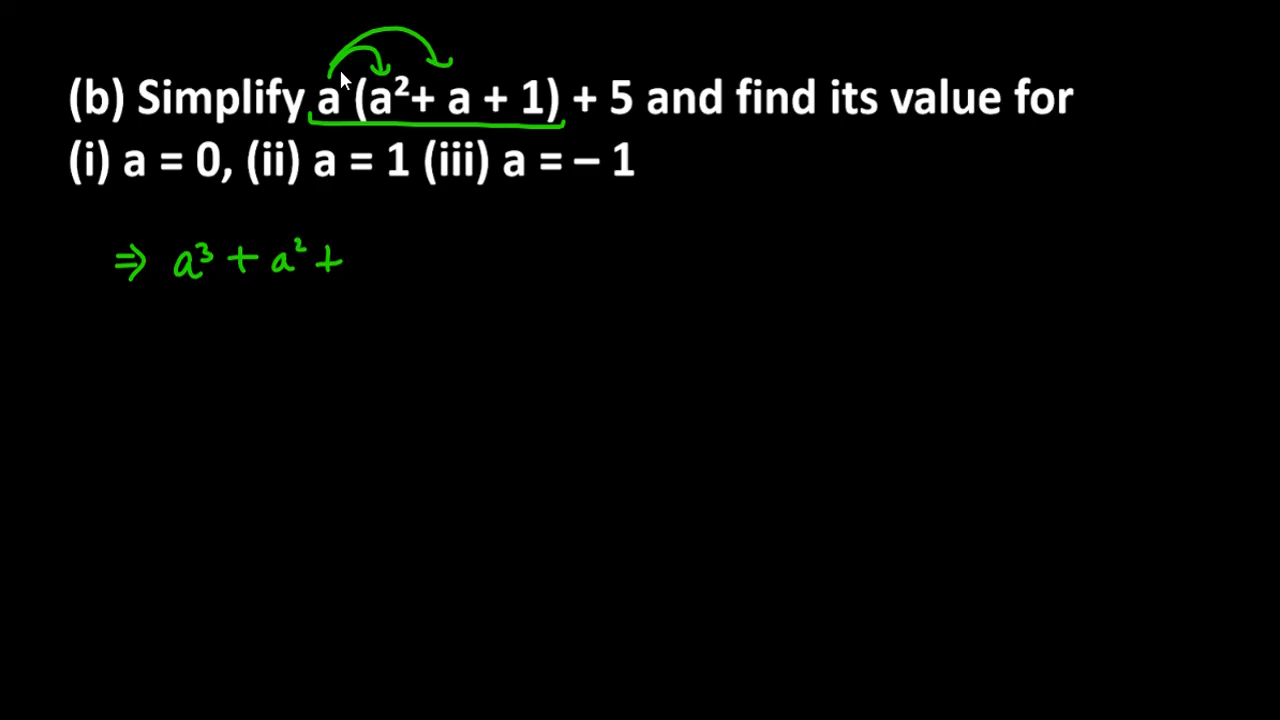 (b) Simplify a (a²+ a + 1) + 5 and find its value for
(i) a = 0, (ii) a = 1 (iii) a = – 1
⇒ a³ + a² +